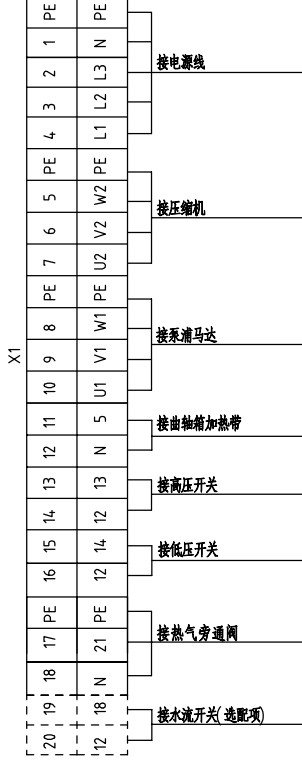 X1
PE PE
1 N
2 L3
接电源线
3 L2
4 L1
PE PE
5 W2
接压缩机
6 V2
7 U2
PE PE
8 W1
接泵浦马达
9 V1
10 U1
11 5
接曲轴箱加热带
12 N
13 13
接高压开关
14 12
15 14
接低压开关
16 12
PE PE
17 21
接热气旁通阀
18 N
19 18
接水流开关(选配项)
20 12